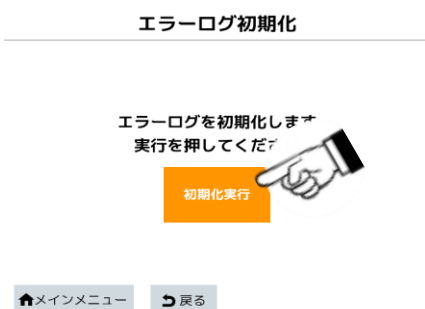 エラーログ初期化
エラーログを初期化します
実行を押してくだ
初期化実行
メインメニュー
戻る